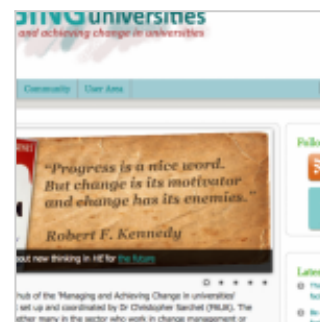 GING universities
and achieving change in universities
Community User Area
"Progress is a nice word.
But change is its motivator
and change has its enemies."
Robert F. Kennedy
out new thinking in HE for the future
Follo
Lates
hub of the 'Managing and Achieving Change in universities'
set up and coordinated by Dr Christopher
other many in the sector who work in change management or